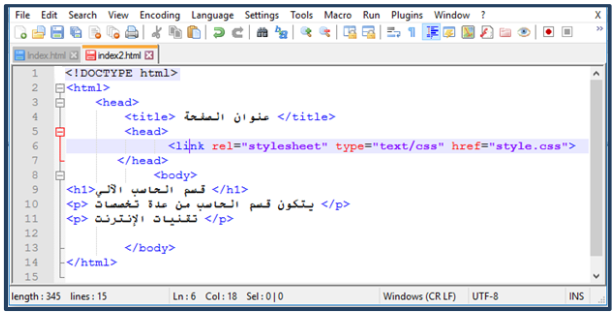 File Edit Search View Encoding Language Settings Tools Macro Run Plugins Window ? X
Index.html index2.html
1 <!DOCTYPE html>
2 <html>
3 <head>
4 <title> عنوان الصفحة </title>
5 <head>
6 <link rel="stylesheet" type="text/css" href="style.css">
7 </head>
8 <body>
9 <h1>قسم الحاسب الآلي </h1>
10 <p> يتكون قسم الحاسب من عدة تخصصات </p>
11 <p> تقنيات الإنترنت </p>
12
13 </body>
14 </html>
15
length : 345 lines : 15 Ln : 6 Col : 18 Sel : 0 | 0 Windows (CR LF) UTF-8 INS